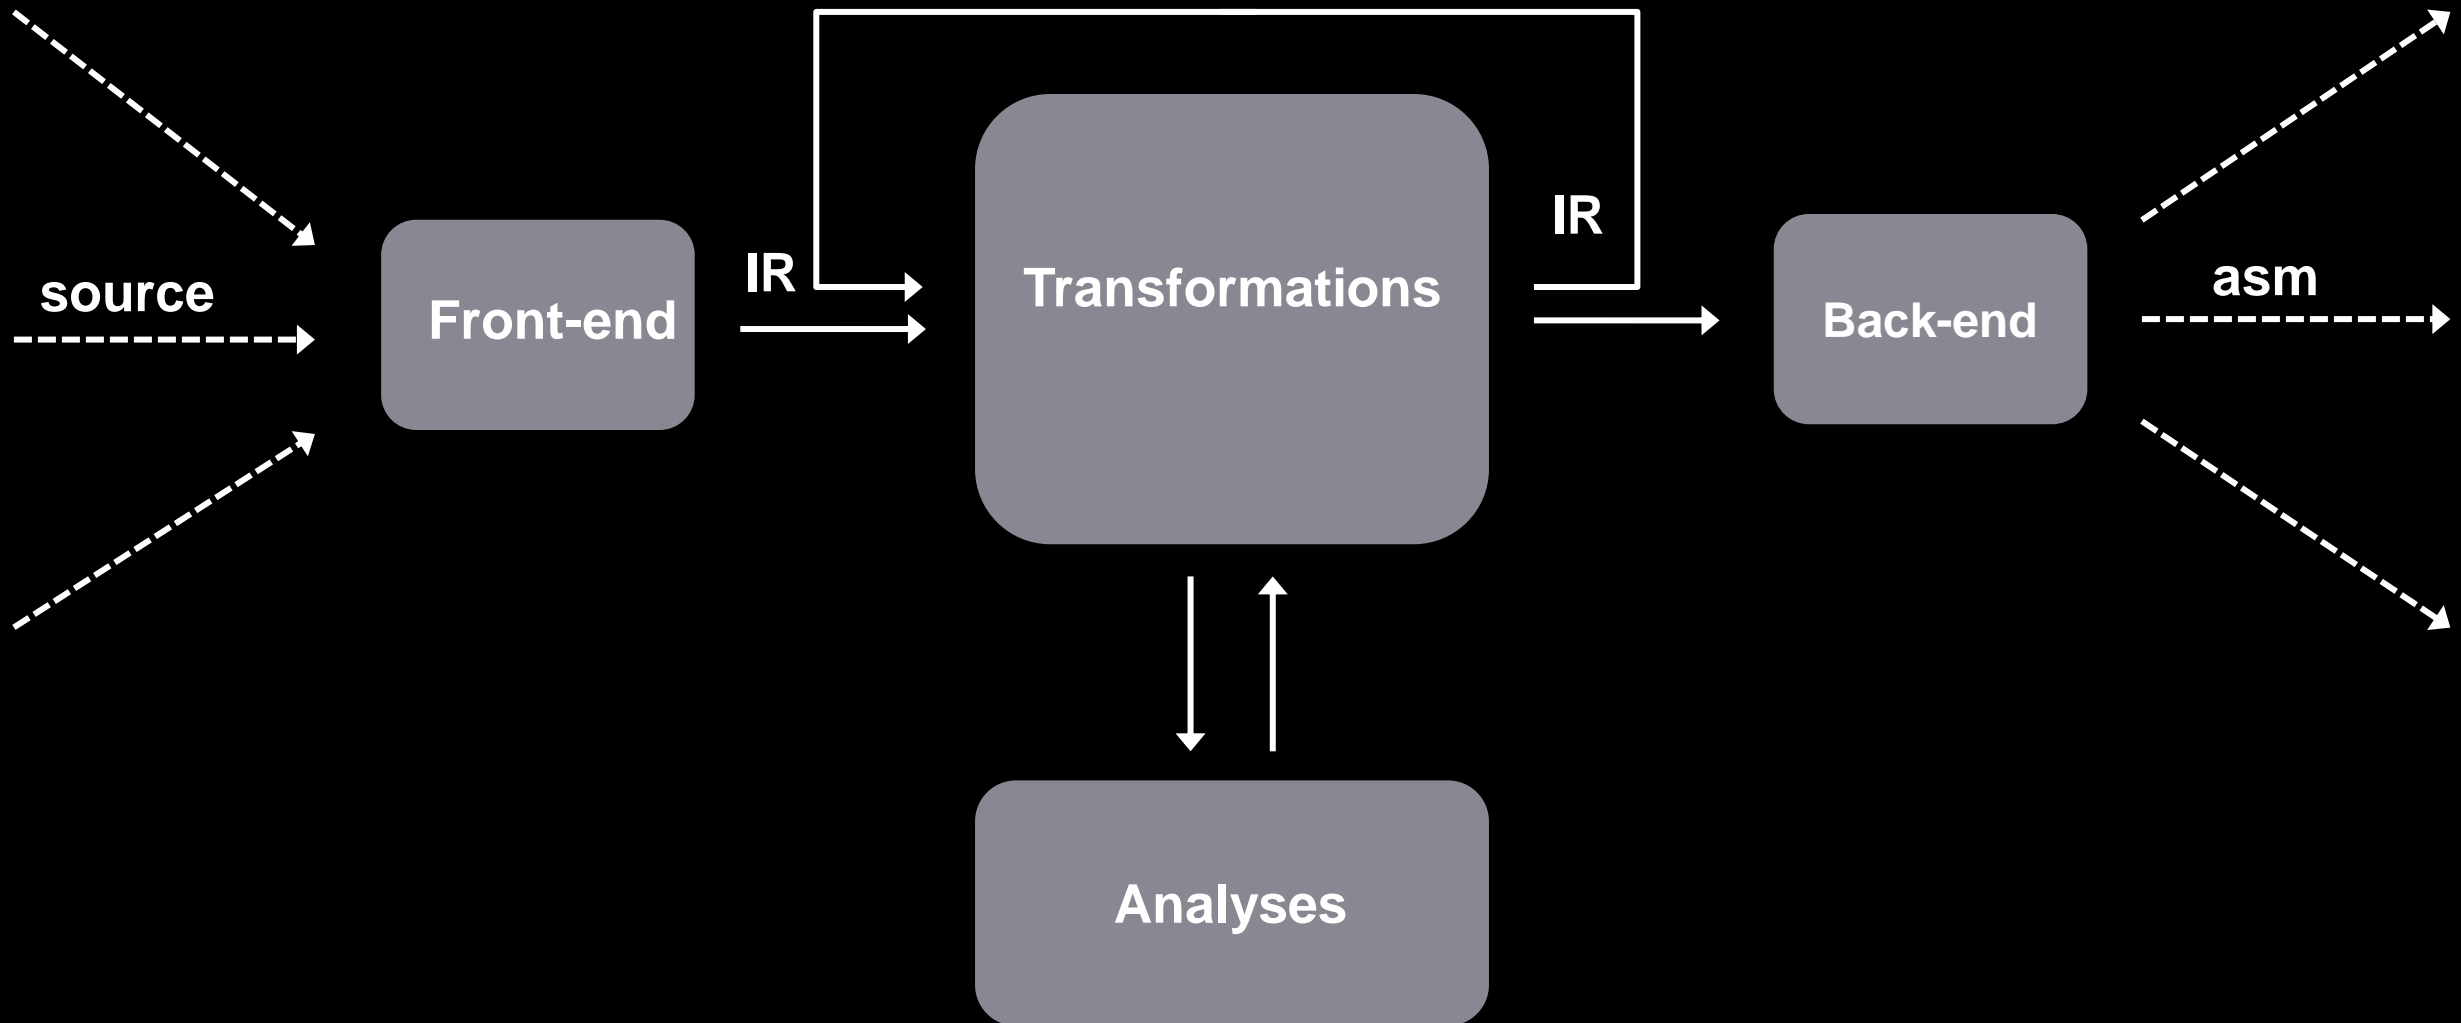 source
Front-end
IR
Transformations
IR
Back-end
asm
Analyses